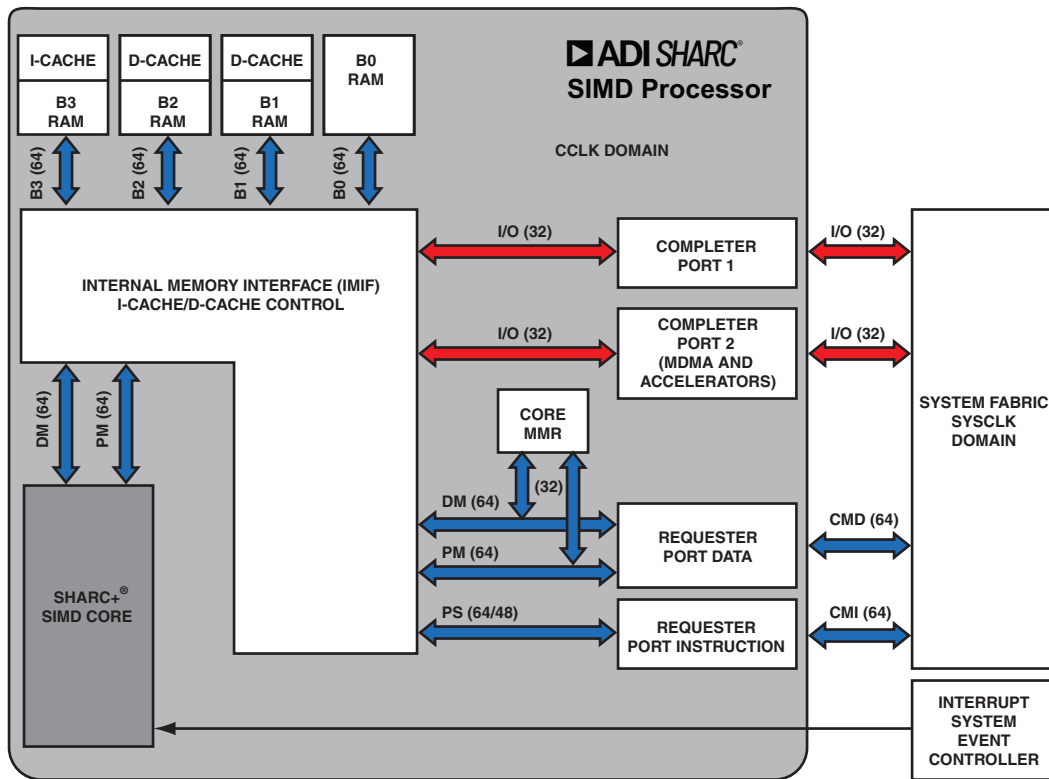 ADI SHARC®
SIMD Processor
CCLK DOMAIN
I-CACHE
B3
RAM
D-CACHE
B2
RAM
D-CACHE
B1
RAM
B0
RAM
B3 (64)
B2 (64)
B1 (64)
B0 (64)
INTERNAL MEMORY INTERFACE (IMIF)
I-CACHE/D-CACHE CONTROL
I/O (32)
COMPLETER
PORT 1
I/O (32)
I/O (32)
COMPLETER
PORT 2
(MDMA AND
ACCELERATORS)
I/O (32)
SYSTEM FABRIC
SYSCLK
DOMAIN
DM (64)
PM (64)
CORE
MMR
(32)
DM (64)
PM (64)
REQUESTER
PORT DATA
CMD (64)
PS (64/48)
REQUESTER
PORT INSTRUCTION
CMI (64)
SHARC+®
SIMD CORE
INTERRUPT
SYSTEM
EVENT
CONTROLLER